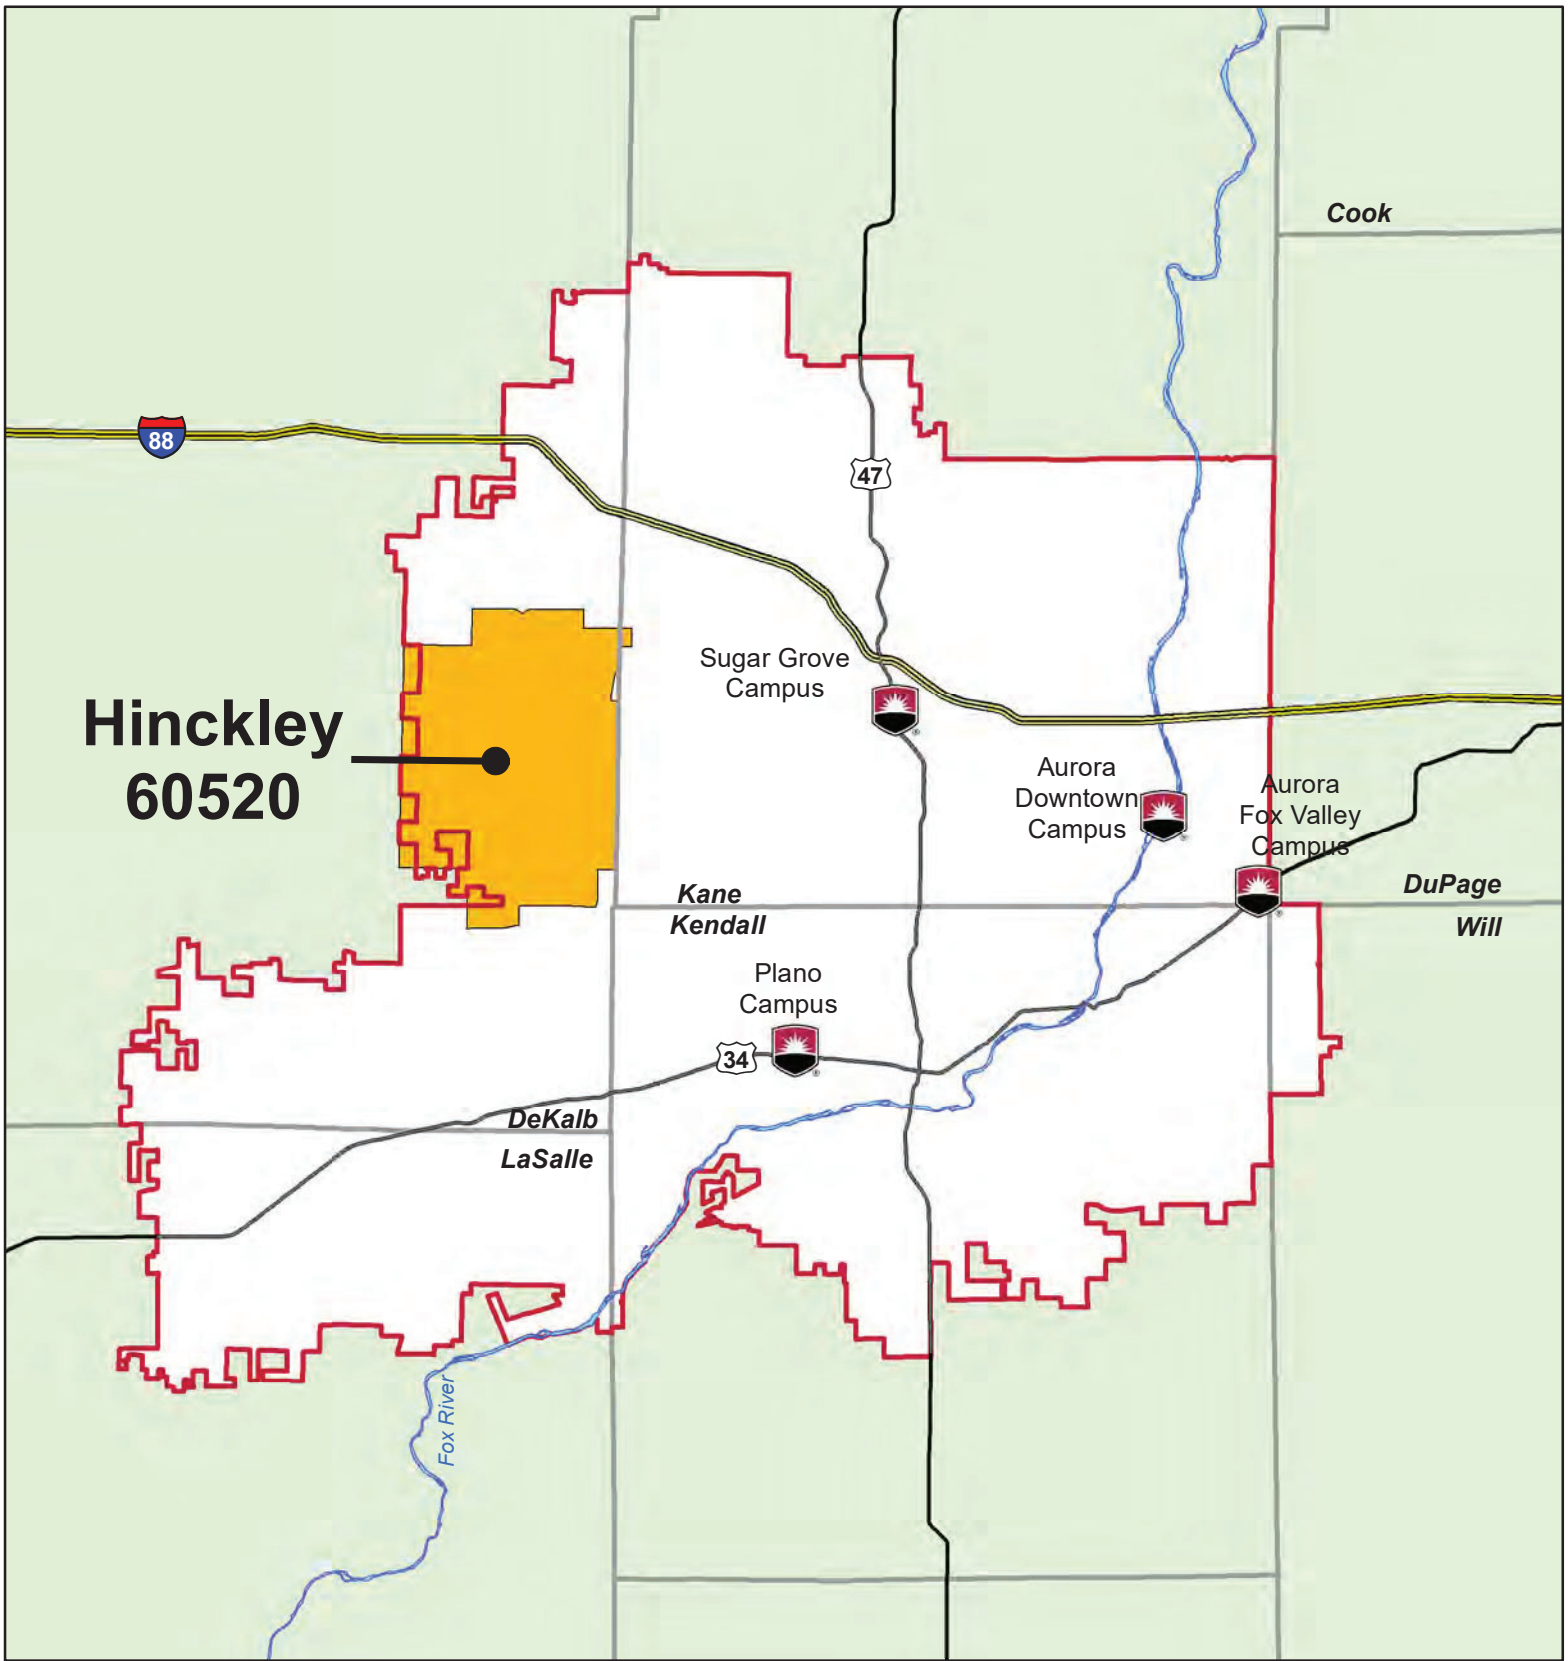 Cook
88
47
Sugar Grove
Campus
Hinckley
60520
Aurora
Downtown
Campus
Aurora
Fox Valley
Campus
Kane
Kendall
DuPage
Will
Plano
Campus
34
DeKalb
LaSalle
Fox River